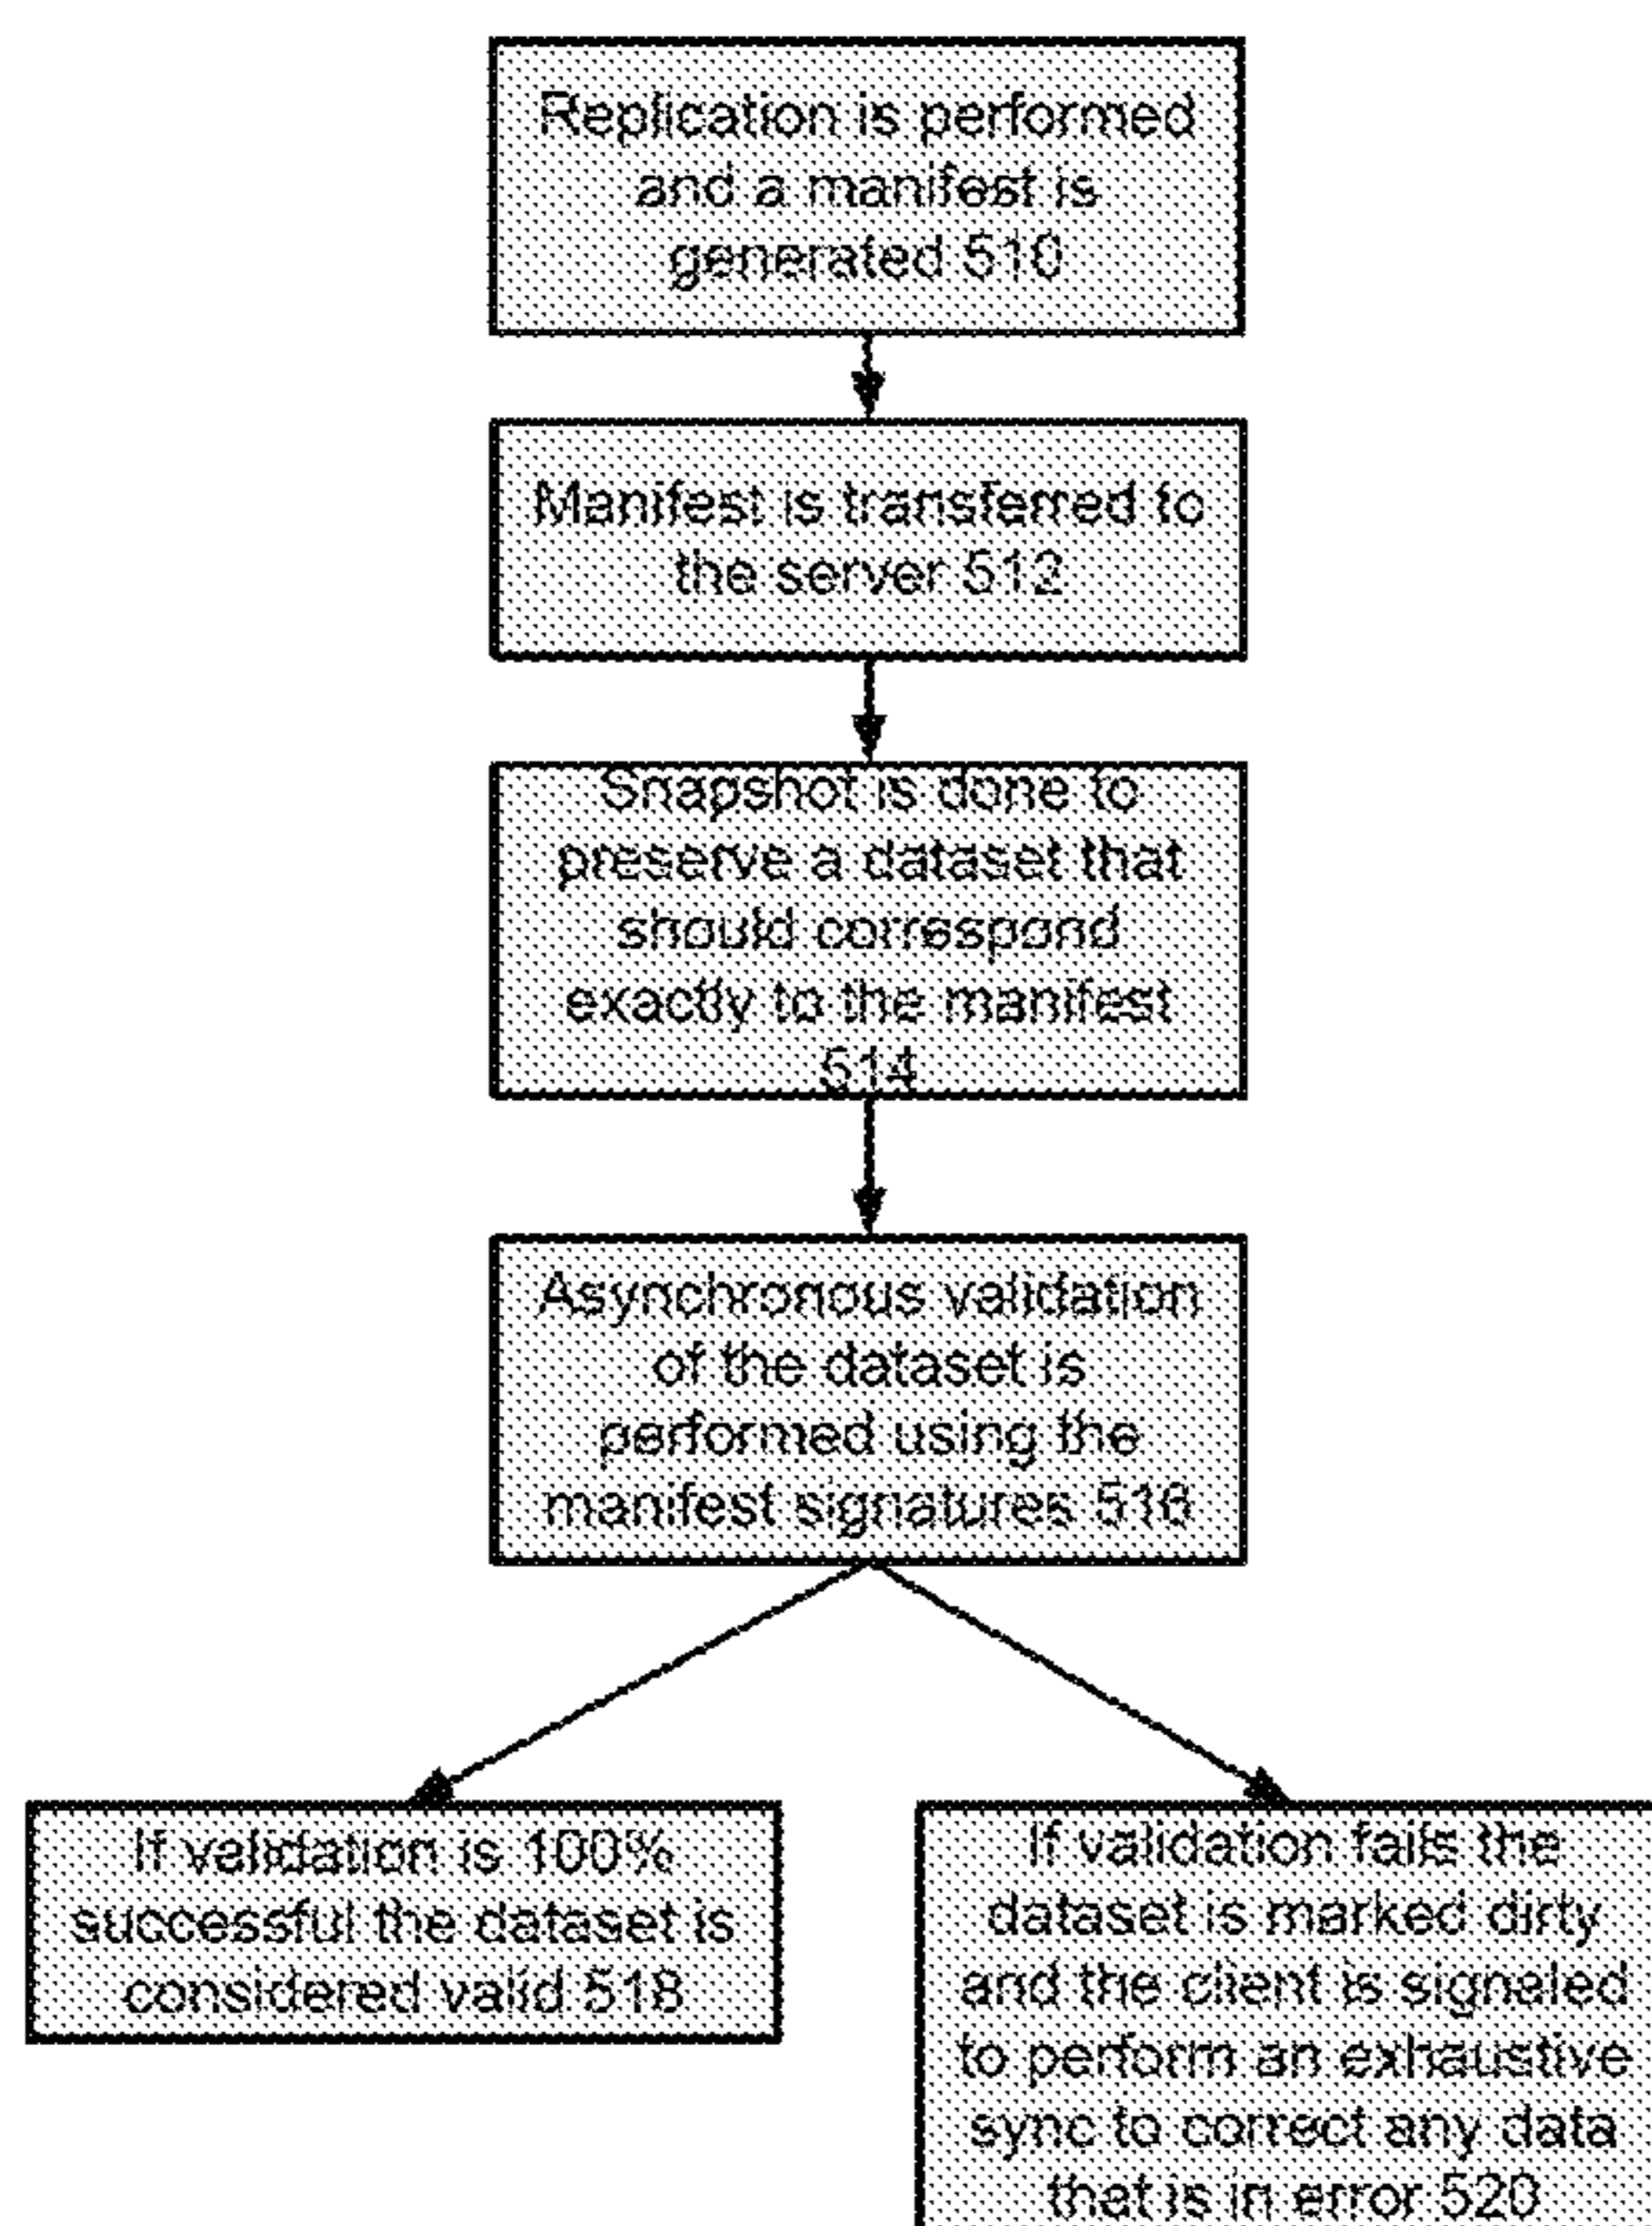 Replication is performed
and a manifest is
generated 510
Manifest is transferred to
the server 512
Snapshot is done to
preserve a dataset that
should correspond
exactly to the manifest
514
Asynchronous validation
of the dataset is
performed using the
manifest signatures 516
If validation is 100%
successful the dataset is
considered valid 518
If validation fails the
dataset is marked dirty
and the client is signaled
to perform an exhaustive
sync to correct any data
that is in error 520